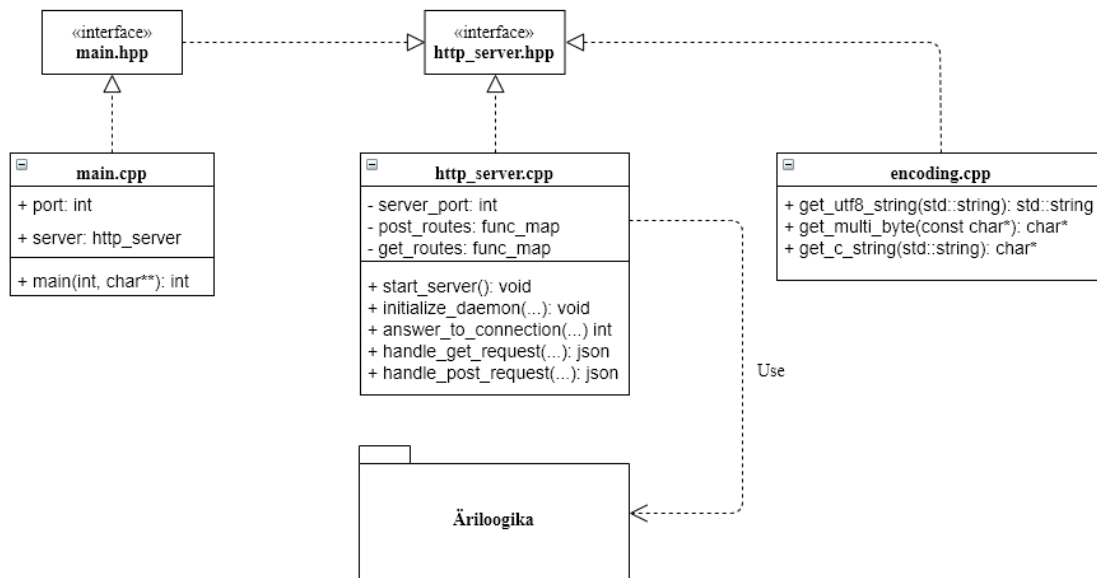 «interface»
main.hpp
«interface»
http_server.hpp
main.cpp
+ port: int
+ server: http_server
+ main(int, char**): int
http_server.cpp
- server_port: int
- post_routes: func_map
- get_routes: func_map
+ start_server(): void
+ initialize_daemon(...): void
+ answer_to_connection(...) int
+ handle_get_request(...): json
+ handle_post_request(...): json
encoding.cpp
+ get_utf8_string(std::string): std::string
+ get_multi_byte(const char*): char*
+ get_c_string(std::string): char*
Use
Äriloogika